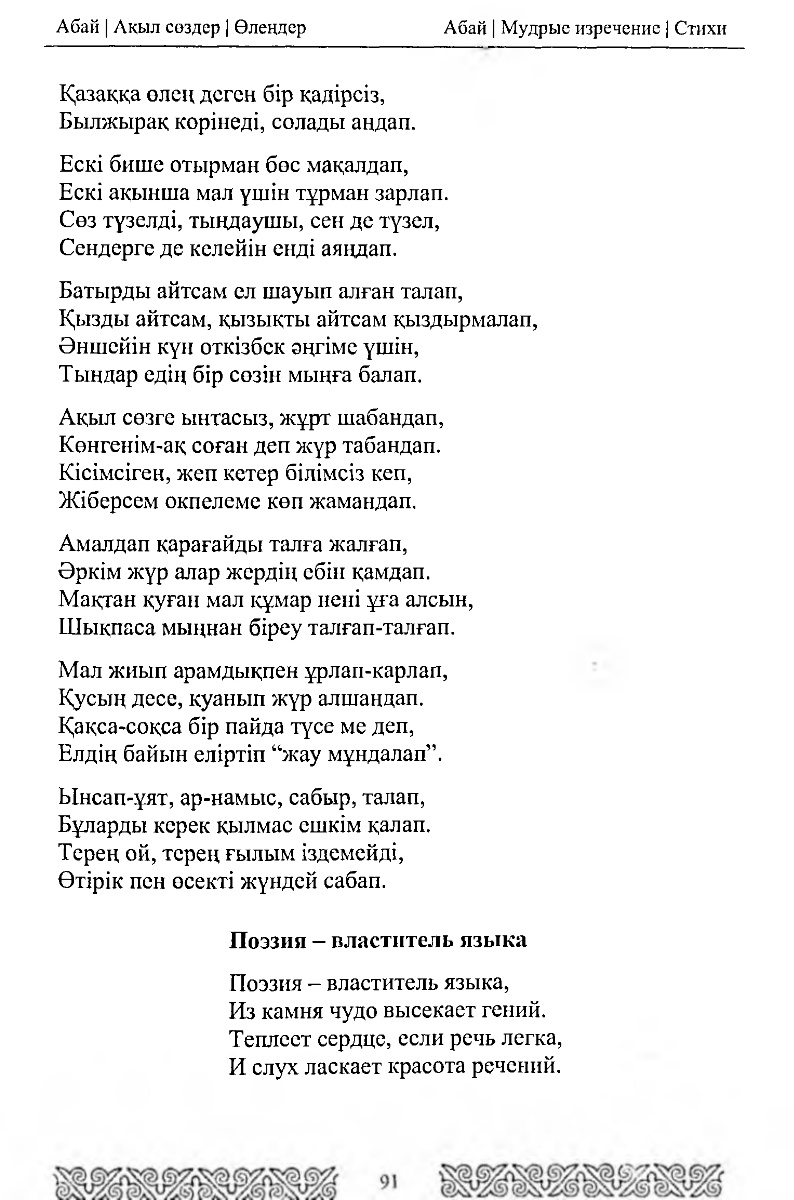 Абай | Ақыл сөздер | Өлеңдер Абай | Мудрые изречение | Стихи
Қазаққа өлең деген бір қадірсіз,
Былжырақ көрінеді, солады аңдап.
Ескі бише отырман бос мақалдап,
Ескі ақынша мал үшін тұрман зарлап.
Сөз түзелді, тыңдаушы, сен де түзел,
Сендерге де келейін енді аяңдап.
Батырды айтсам ел шауып алған талап,
Қызды айтсам, қызықты айтсам қыздырмалап,
Әншейін күн өткізбек әңгіме үшін,
Тыңдар едің бір сөзін мыңға балап.
Ақыл сөзге ынтасыз, жұрт шабандап,
Көнгенім-ақ соған деп жүр табандап.
Кісімсіген, жеп кетер білімсіз кеп,
Жіберсем өкпелеме көп жамандап.
Амалдап қарағайды талға жалғап,
Әркім жүр алар жердің ебін қамдап.
Мақтан қуған мал құмар нені ұға алсын,
Шықпаса мыңнан біреу талғап-талғап.
Мал жиып арамдықпен ұрлап-қарлап,
Қусың десе, қуанып жүр алшаңдап.
Қақса-соқса бір пайда түсе ме деп,
Елдің байын еліртіп “жау мұндалап”.
Ынсап-ұят, ар-намыс, сабыр, талап,
Бұларды керек қылмас ешкім қалап.
Терең ой, терең ғылым іздемейді,
Өтірік пен өсекті жүндей сабап.
Поэзия – властитель языка
Поэзия – властитель языка,
Из камня чудо высекает гений.
Теплеет сердце, если речь легка,
И слух ласкает красота речений.
91